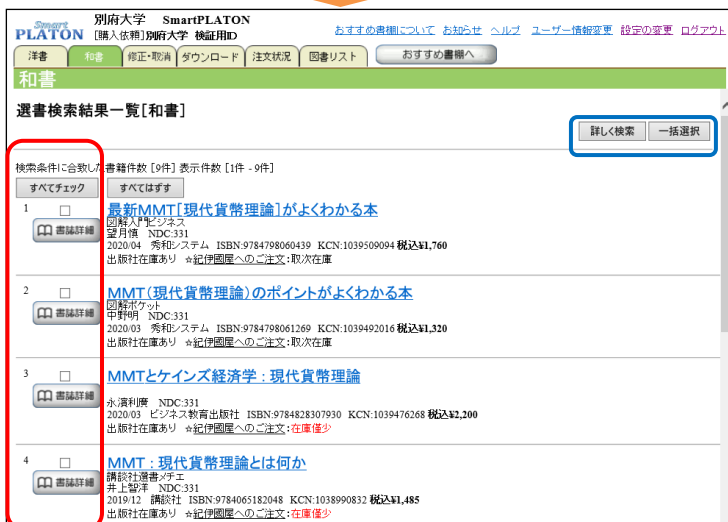 別府大学 SmartPLATON
Smart PLATON
[購入依頼]別府大学 検証用ID
おすすめ書棚について お知らせ ヘルプ ユーザー情報変更 設定の変更 ログアウト
洋書 和書 修正・取消 ダウンロード 注文状況 図書リスト おすすめ書棚へ
和書
選書検索結果一覧[和書]
詳しく検索 一括選択
検索条件に合致した書籍件数 [9件] 表示件数 [1件 - 9件]
すべてチェック すべてはずす
1 最新MMT[現代貨幣理論]がよくわかる本
図解入門ビジネス
書誌詳細 望月慎 NDC:331
2020/04 秀和システム ISBN:9784798060439 KCN:1039509094 税込¥1,760
出版社在庫あり ☆紀伊國屋へのご注文:取次在庫
2 MMT(現代貨幣理論)のポイントがよくわかる本
図解ポケット
書誌詳細 中野明 NDC:331
2020/03 秀和システム ISBN:9784798061269 KCN:1039492016 税込¥1,320
出版社在庫あり ☆紀伊國屋へのご注文:取次在庫
3 MMTとケインズ経済学 : 現代貨幣理論
書誌詳細 永濱利廣 NDC:331
2020/03 ビジネス教育出版社 ISBN:9784828307930 KCN:1039476268 税込¥2,200
出版社在庫あり ☆紀伊國屋へのご注文:在庫僅少
4 MMT : 現代貨幣理論とは何か
講談社選書メチエ
書誌詳細 井上智洋 NDC:331
2019/12 講談社 ISBN:9784065182048 KCN:1038990832 税込¥1,485
出版社在庫あり ☆紀伊國屋へのご注文:在庫僅少